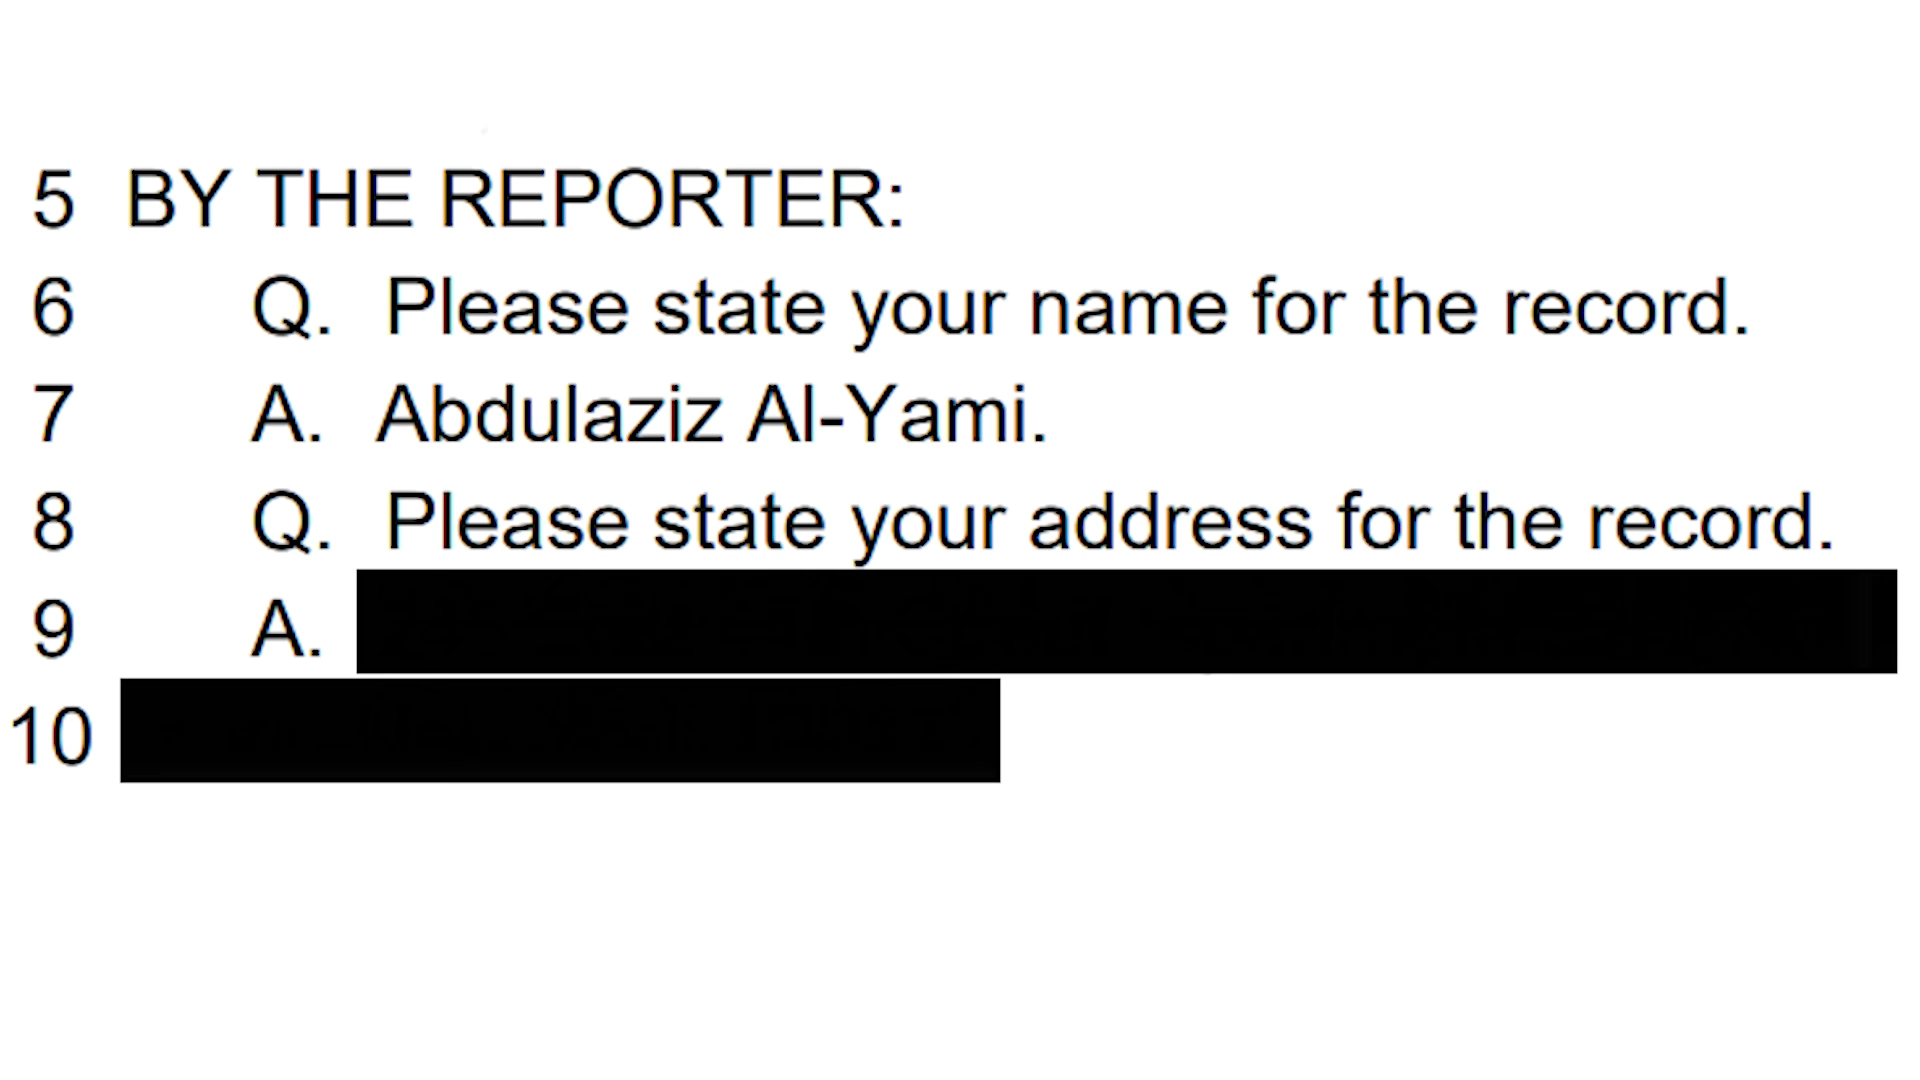 5 BY THE REPORTER:
6 Q. Please state your name for the record.
7 A. Abdulaziz Al-Yami.
8 Q. Please state your address for the record.
9 A.
10